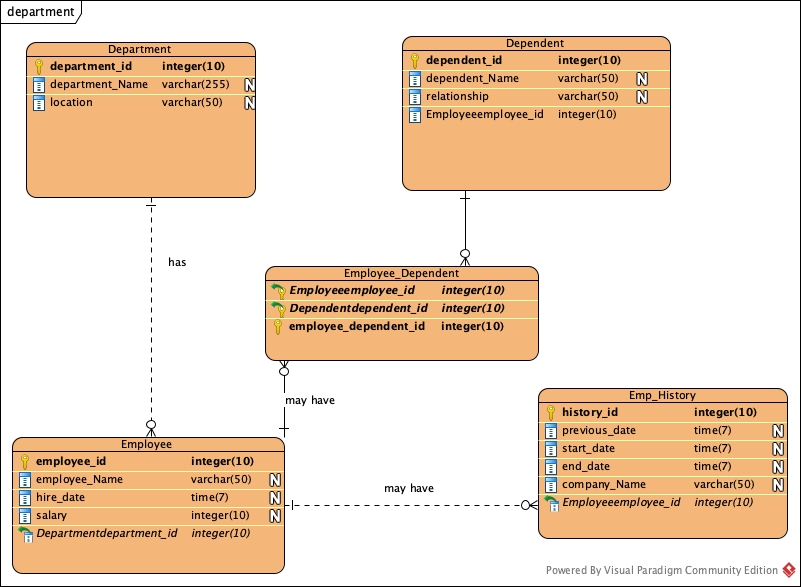 department
Department
department_id integer(10)
department_Name varchar(255) N
location varchar(50) N
Dependent
dependent_id integer(10)
dependent_Name varchar(50) N
relationship varchar(50) N
Employeeemployee_id integer(10)
has
Employee_Dependent
Employeeemployee_id integer(10)
Dependentdependent_id integer(10)
employee_dependent_id integer(10)
may have
Employee
employee_id integer(10)
employee_Name varchar(50) N
hire_date time(7) N
salary integer(10) N
Departmentdepartment_id integer(10)
may have
Emp_History
history_id integer(10)
previous_date time(7) N
start_date time(7) N
end_date time(7) N
company_Name varchar(50) N
Employeeemployee_id integer(10)
Powered By Visual Paradigm Community Edition